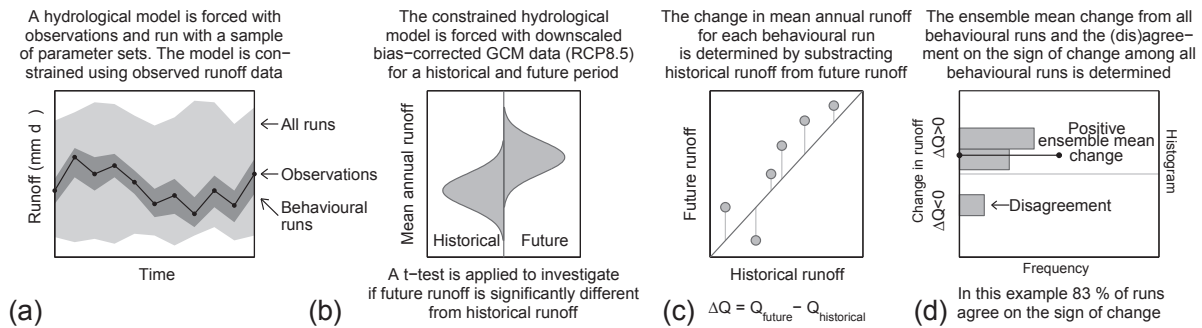 A hydrological model is forced with
observations and run with a sample
of parameter sets. The model is con−
strained using observed runoff data
Runoff (mm d  )
All runs
Observations
Behavioural
runs
Time
(a)
The constrained hydrological
model is forced with downscaled
bias−corrected GCM data (RCP8.5)
for a historical and future period
Mean annual runoff
Historical
Future
A t−test is applied to investigate
if future runoff is significantly different
from historical runoff
(b)
The change in mean annual runoff
for each behavioural run
is determined by substracting
historical runoff from future runoff
Future runoff
Historical runoff
(c)
ΔQ = Qfuture − Qhistorical
The ensemble mean change from all
behavioural runs and the (dis)agree−
ment on the sign of change among all
behavioural runs is determined
Change in runoff
ΔQ<0 ΔQ>0
Positive
ensemble mean
change
Disagreement
Histogram
Frequency
(d)
In this example 83 % of runs
agree on the sign of change